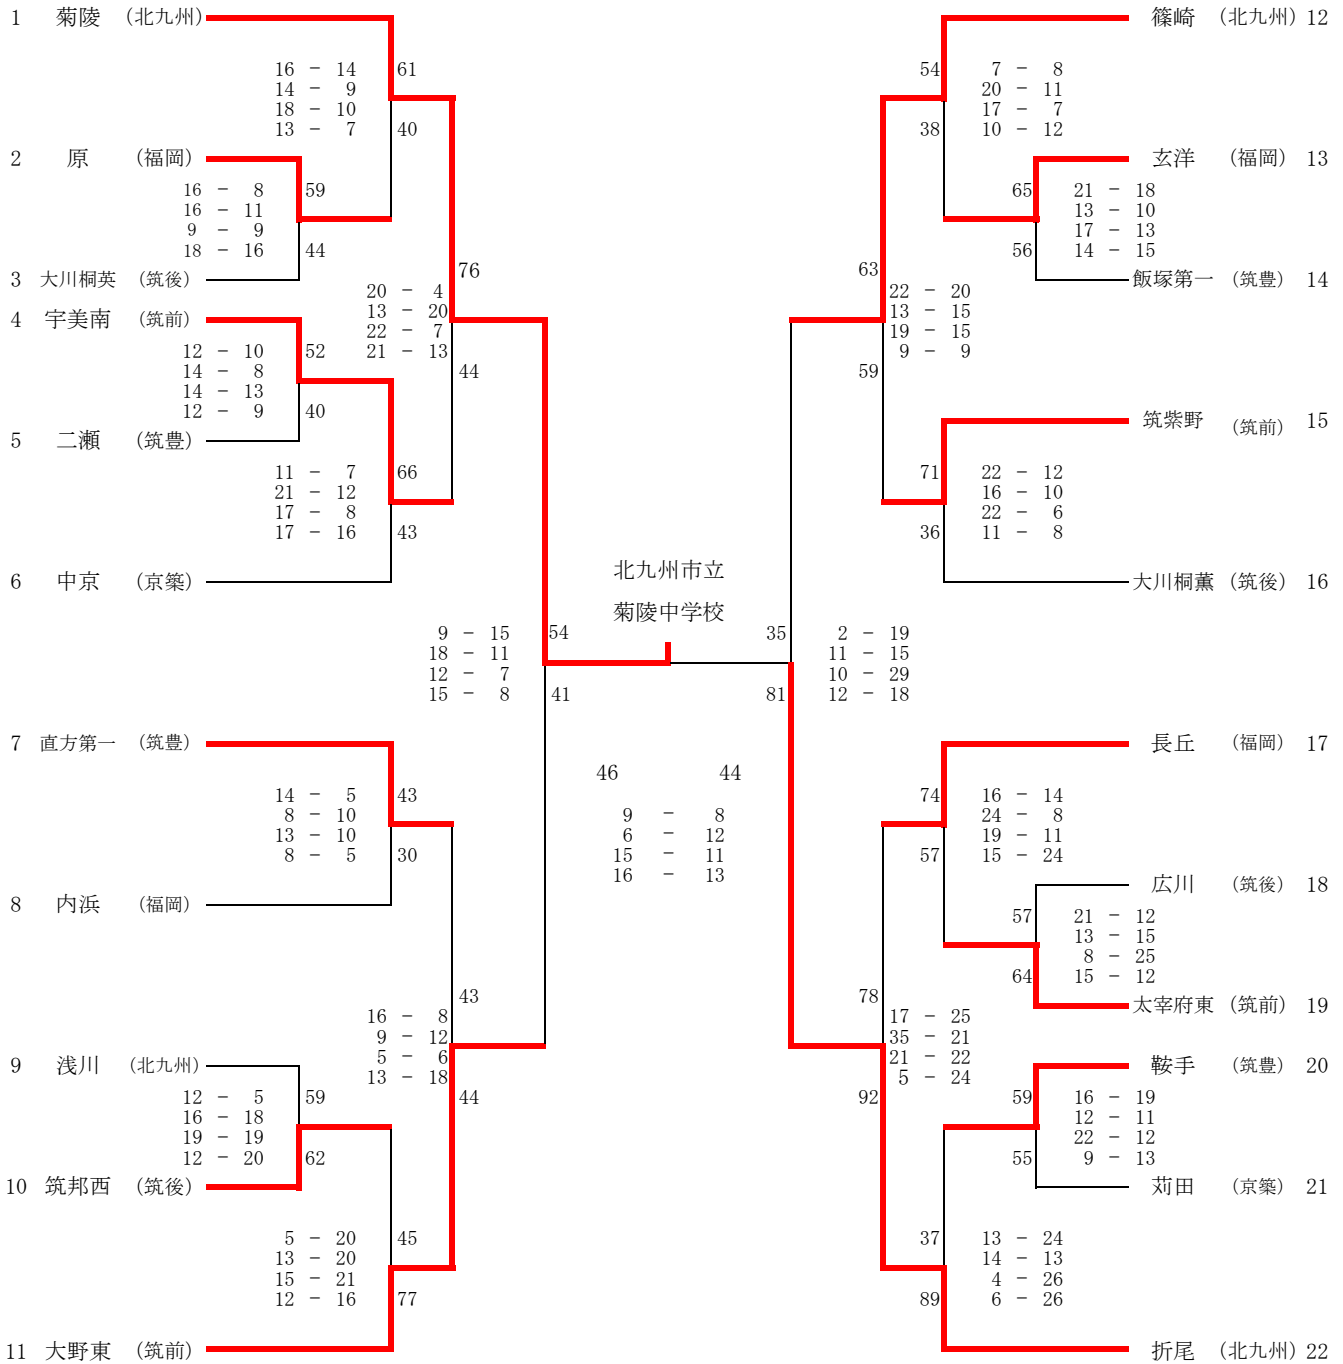 1 菊陵 (北九州)
16 - 14
14 - 9
18 - 10
13 - 7
61
40
2 原 (福岡)
16 - 8
16 - 11
9 - 9
18 - 16
59
44
3 大川桐英 (筑後)
20 - 4
13 - 20
22 - 7
21 - 13
76
44
4 宇美南 (筑前)
12 - 10
14 - 8
14 - 13
12 - 9
52
40
5 二瀬 (筑豊)
11 - 7
21 - 12
17 - 8
17 - 16
66
43
6 中京 (京築)
9 - 15
18 - 11
12 - 7
15 - 8
54
41
7 直方第一 (筑豊)
14 - 5
8 - 10
13 - 10
8 - 5
43
30
8 内浜 (福岡)
16 - 8
9 - 12
5 - 6
13 - 18
43
44
9 浅川 (北九州)
12 - 5
16 - 18
19 - 19
12 - 20
59
62
10 筑邦西 (筑後)
5 - 20
13 - 20
15 - 21
12 - 16
45
77
11 大野東 (筑前)
北九州市立
菊陵中学校
46 44
9 - 8
6 - 12
15 - 11
16 - 13
篠崎 (北九州) 12
54
38
7 - 8
20 - 11
17 - 7
10 - 12
玄洋 (福岡) 13
65
56
21 - 18
13 - 10
17 - 13
14 - 15
飯塚第一 (筑豊) 14
63
59
22 - 20
13 - 15
19 - 15
9 - 9
筑紫野 (筑前) 15
71
36
22 - 12
16 - 10
22 - 6
11 - 8
大川桐薫 (筑後) 16
35
81
2 - 19
11 - 15
10 - 29
12 - 18
長丘 (福岡) 17
74
57
16 - 14
24 - 8
19 - 11
15 - 24
広川 (筑後) 18
57
64
21 - 12
13 - 15
8 - 25
15 - 12
太宰府東 (筑前) 19
78
92
17 - 25
35 - 21
21 - 22
5 - 24
鞍手 (筑豊) 20
59
55
16 - 19
12 - 11
22 - 12
9 - 13
苅田 (京築) 21
37
89
13 - 24
14 - 13
4 - 26
6 - 26
折尾 (北九州) 22